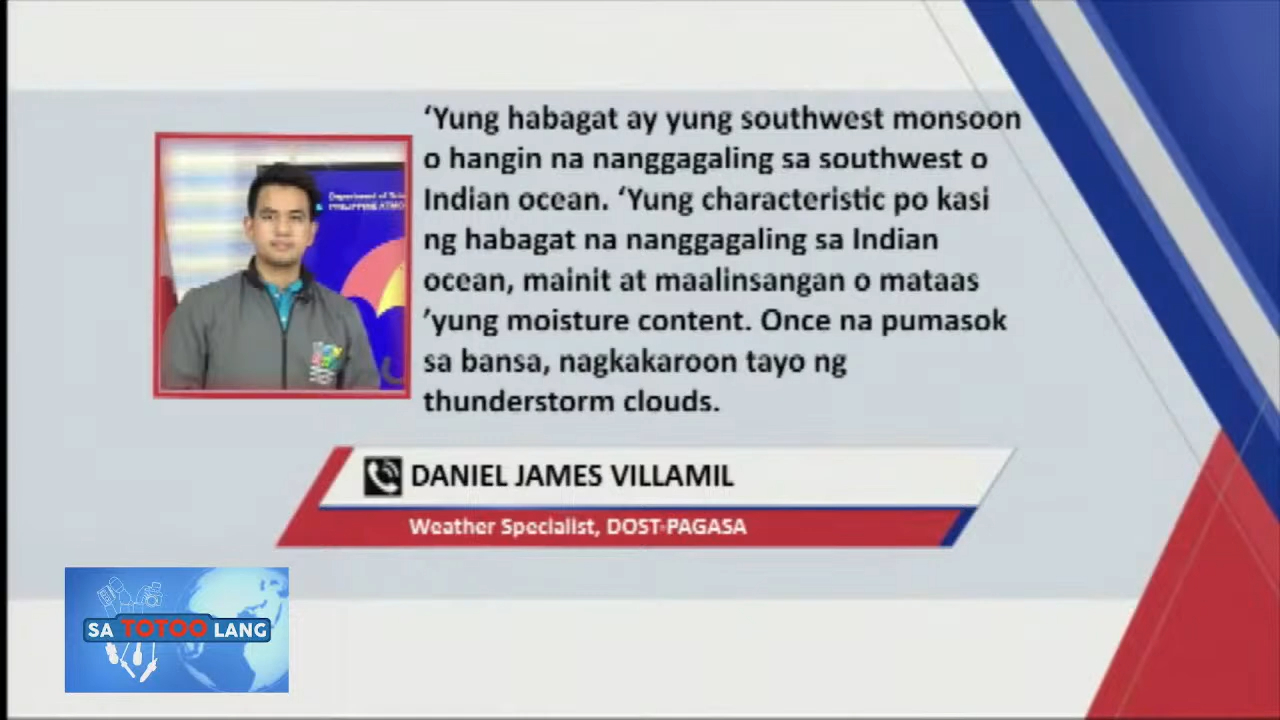 ‘Yung habagat ay yung southwest monsoon
o hangin na nanggagaling sa southwest o
Indian ocean. ‘Yung characteristic po kasi
ng habagat na nanggagaling sa Indian
ocean, mainit at maalinsangan o mataas
’yung moisture content. Once na pumasok
sa bansa, nagkakaroon tayo ng
thunderstorm clouds.
DANIEL JAMES VILLAMIL
Weather Specialist, DOST-PAGASA
SA TOTOO LANG